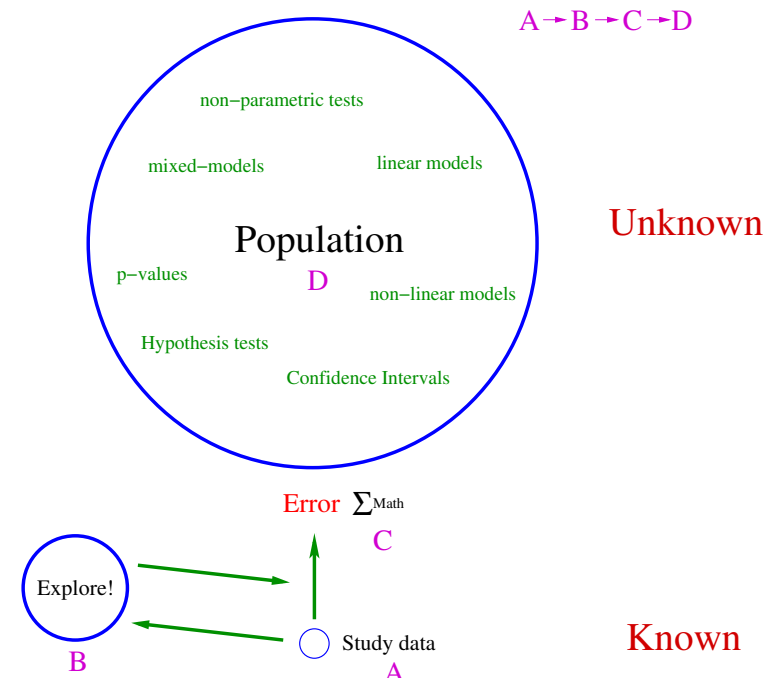 A→B→C→D
non−parametric tests
mixed−models
linear models
Unknown
Population
D
p−values
non−linear models
Hypothesis tests
Confidence Intervals
Error Σ Math
C
Explore!
B
Study data
A
Known